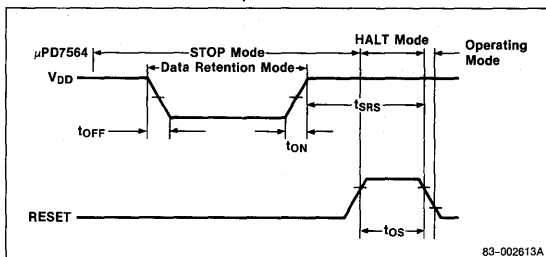 µPD7564
STOP Mode
HALT Mode
Operating
Mode
VDD
Data Retention Mode
tSRS
tOFF
tON
RESET
tOS
83-002613A